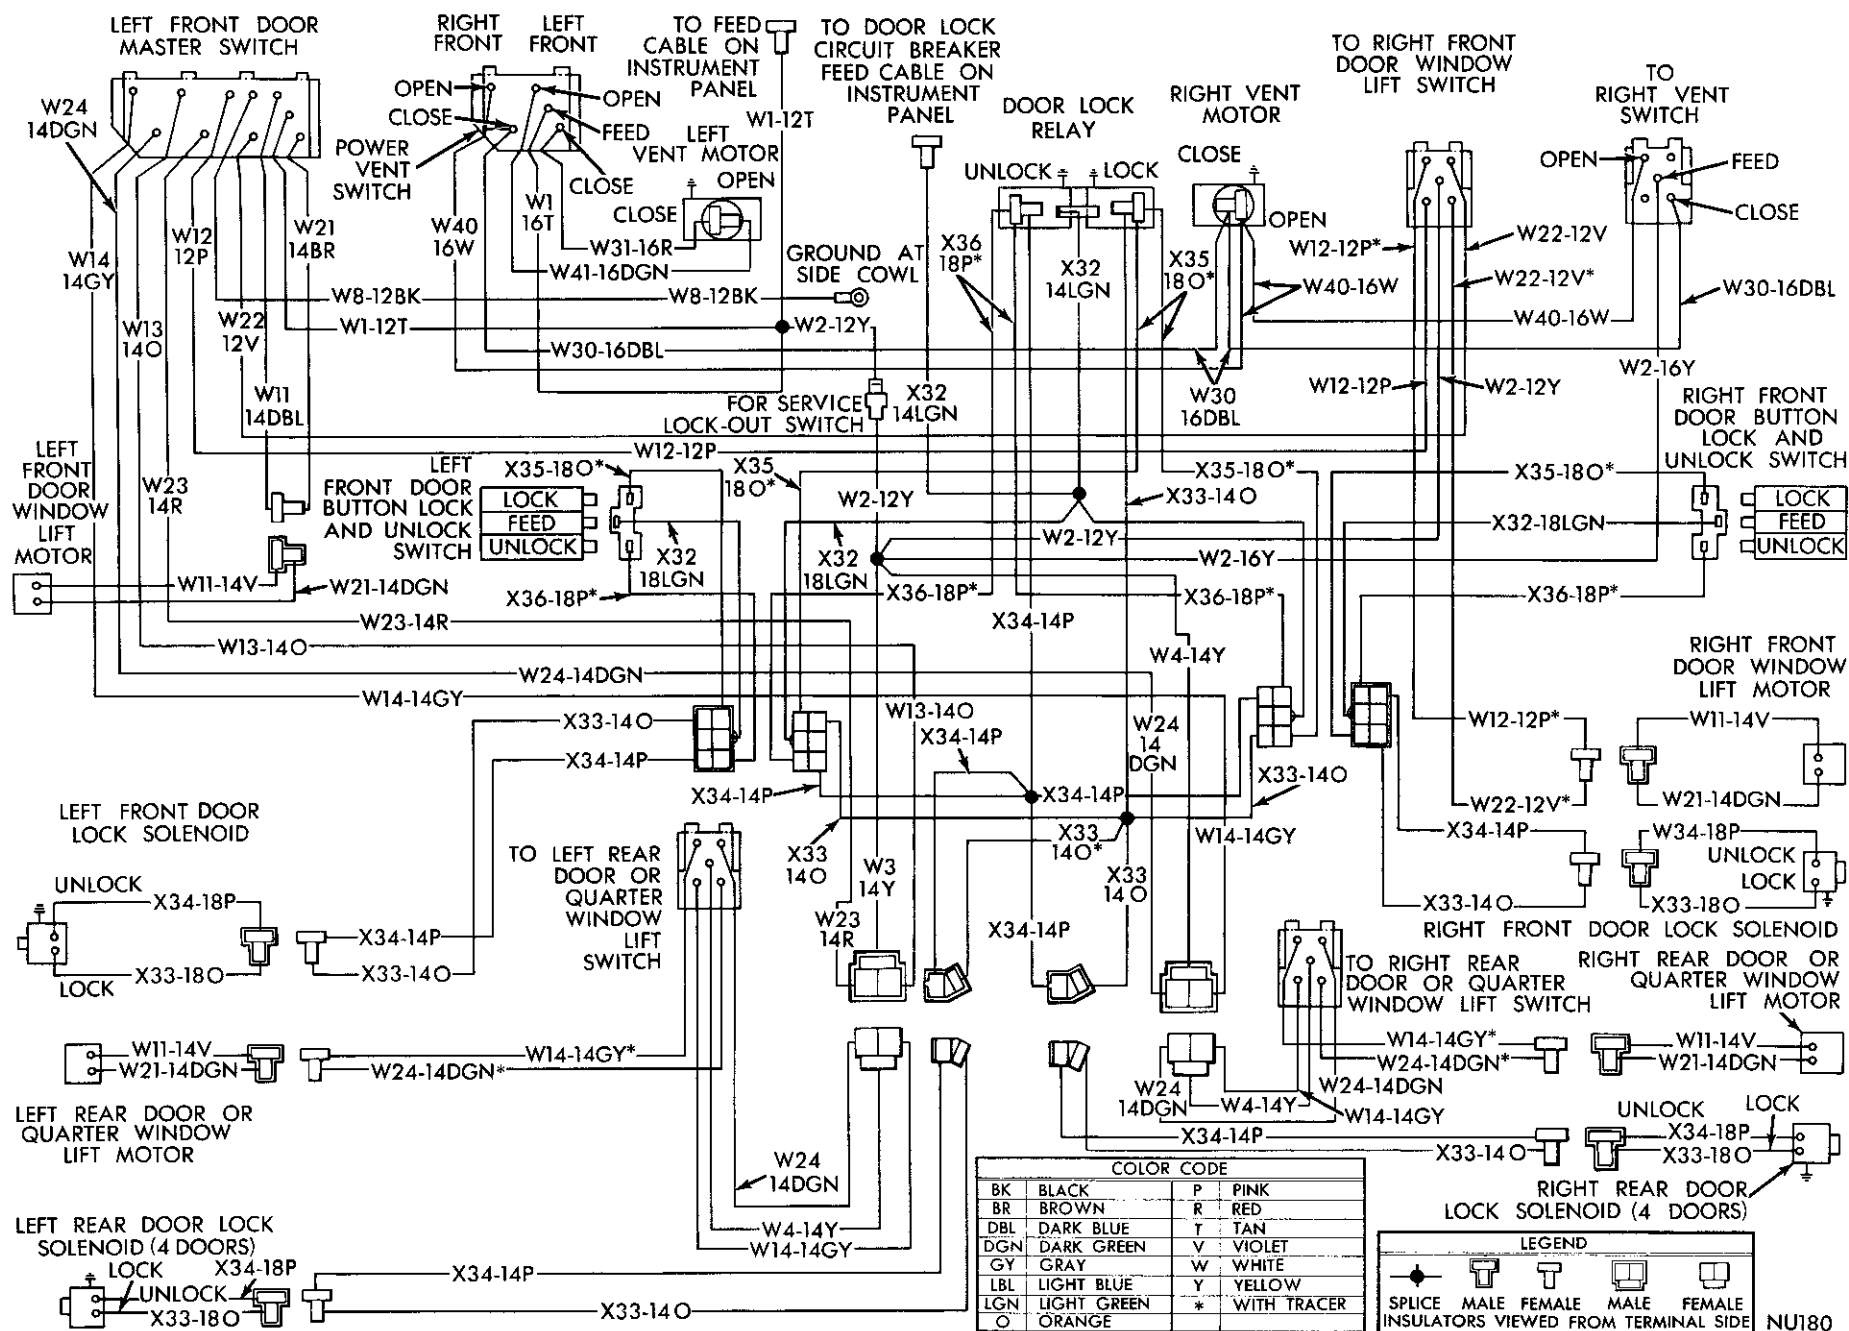 LEFT FRONT DOOR
MASTER SWITCH
RIGHT
FRONT
LEFT
FRONT
TO FEED
CABLE ON
INSTRUMENT
PANEL
TO DOOR LOCK
CIRCUIT BREAKER
FEED CABLE ON
INSTRUMENT
PANEL
DOOR LOCK
RELAY
RIGHT VENT
MOTOR
TO RIGHT FRONT
DOOR WINDOW
LIFT SWITCH
TO
RIGHT VENT
SWITCH
W24
14DGN
OPEN
CLOSE
POWER
VENT
SWITCH
OPEN
FEED
CLOSE
LEFT
VENT MOTOR
OPEN
CLOSE
W1-12T
UNLOCK
LOCK
CLOSE
OPEN
OPEN
FEED
CLOSE
W14
14GY
W12
12P
W21
14BR
W40
16W
W1
16T
W31-16R
W41-16DGN
GROUND AT
SIDE COWL
X36
18P*
X32
14LGN
X35
18O*
W12-12P*
W22-12V
W22-12V*
W40-16W
W30-16DBL
W40-16W
W13
14O
W22
12V
W8-12BK
W8-12BK
W1-12T
W2-12Y
W30-16DBL
W11
14DBL
FOR SERVICE
LOCK-OUT SWITCH
X32
14LGN
W30
16DBL
W12-12P
W2-12Y
W2-16Y
RIGHT FRONT
DOOR BUTTON
LOCK AND
UNLOCK SWITCH
LEFT
FRONT
DOOR
WINDOW
LIFT
MOTOR
W23
14R
W12-12P
LEFT
FRONT DOOR
BUTTON LOCK
AND UNLOCK
SWITCH
X35-18O*
LOCK
FEED
UNLOCK
X35
18O*
W2-12Y
X35-18O*
X33-14O
X35-18O*
LOCK
FEED
UNLOCK
X32-18LGN
X32
18LGN
X32
18LGN
W2-12Y
W2-16Y
W11-14V
W21-14DGN
X36-18P*
X36-18P*
X36-18P*
X36-18P*
W23-14R
X34-14P
W13-14O
W4-14Y
W24-14DGN
W14-14GY
RIGHT FRONT
DOOR WINDOW
LIFT MOTOR
X33-14O
W13-14O
W24
14
DGN
W12-12P*
W11-14V
X34-14P
X34-14P
X33-14O
X34-14P
X34-14P
W22-12V*
W21-14DGN
LEFT FRONT DOOR
LOCK SOLENOID
TO LEFT REAR
DOOR OR
QUARTER
WINDOW
LIFT
SWITCH
X33
14O
W3
14Y
X33
14O*
X33
14O
W14-14GY
X34-14P
W34-18P
UNLOCK
LOCK
UNLOCK
X34-18P
X34-14P
X33-18O
X33-14O
LOCK
W23
14R
X34-14P
X33-14O
X33-18O
RIGHT FRONT DOOR LOCK SOLENOID
TO RIGHT REAR
DOOR OR QUARTER
WINDOW LIFT SWITCH
RIGHT REAR DOOR OR
QUARTER WINDOW
LIFT MOTOR
W11-14V
W21-14DGN
W14-14GY*
W24-14DGN*
W14-14GY*
W24-14DGN*
W11-14V
W21-14DGN
LEFT REAR DOOR OR
QUARTER WINDOW
LIFT MOTOR
W24
14DGN
W4-14Y
W24-14DGN
W14-14GY
UNLOCK
LOCK
X34-14P
X33-14O
X34-18P
X33-18O
RIGHT REAR DOOR
LOCK SOLENOID (4 DOORS)
W24
14DGN
W4-14Y
W14-14GY
LEFT REAR DOOR LOCK
SOLENOID (4 DOORS)
LOCK
X34-18P
UNLOCK
X33-18O
X34-14P
X33-14O
COLOR CODE
BK BLACK P PINK
BR BROWN R RED
DBL DARK BLUE T TAN
DGN DARK GREEN V VIOLET
GY GRAY W WHITE
LBL LIGHT BLUE Y YELLOW
LGN LIGHT GREEN * WITH TRACER
O ORANGE
LEGEND
SPLICE MALE FEMALE MALE FEMALE
INSULATORS VIEWED FROM TERMINAL SIDE
NU180